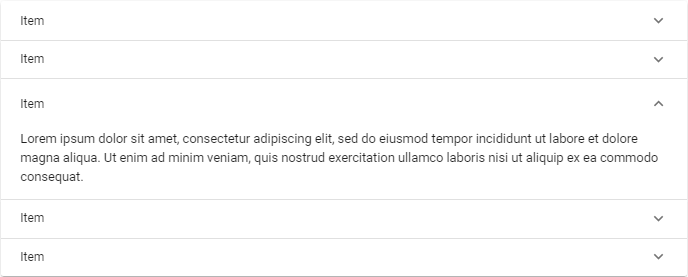 Item
Item
Item
Lorem ipsum dolor sit amet, consectetur adipiscing elit, sed do eiusmod tempor incididunt ut labore et dolore
magna aliqua. Ut enim ad minim veniam, quis nostrud exercitation ullamco laboris nisi ut aliquip ex ea commodo
consequat.
Item
Item